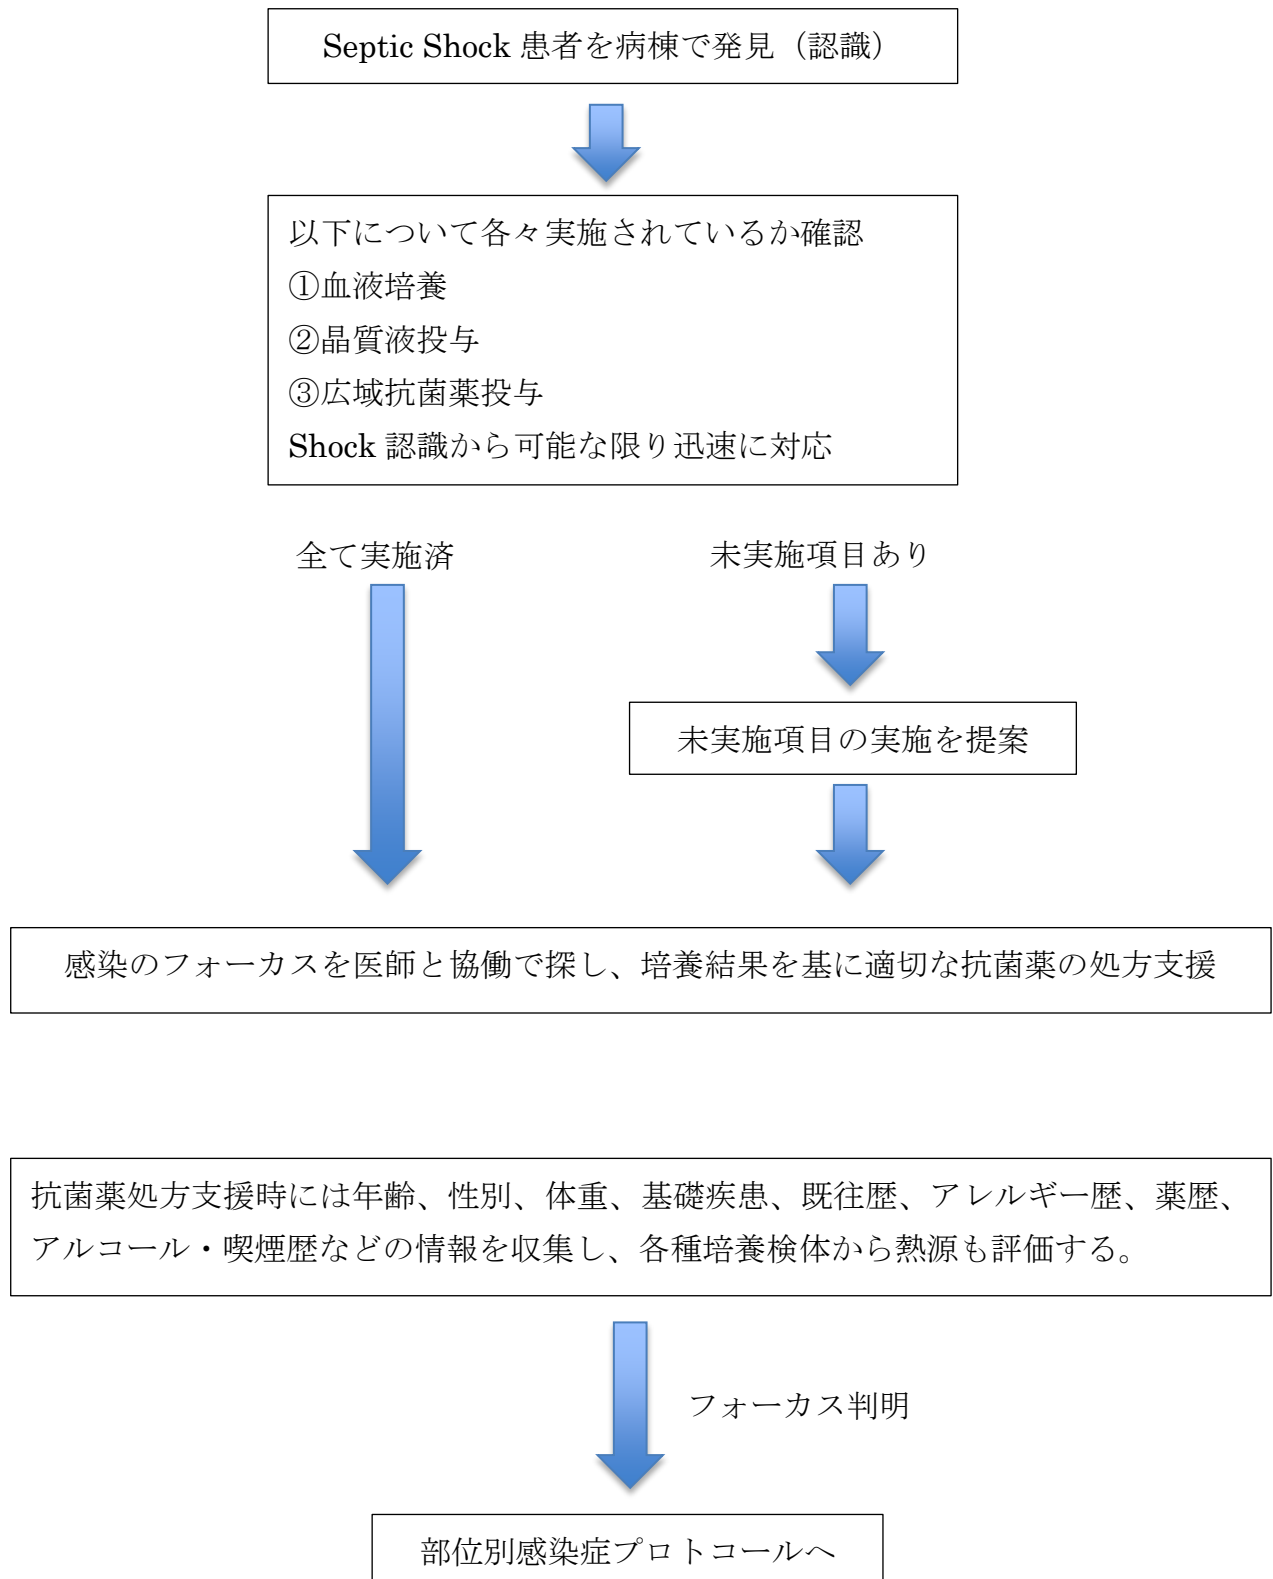 Septic Shock 患者を病棟で発見（認識）
以下について各々実施されているか確認
①血液培養
②晶質液投与
③広域抗菌薬投与
Shock 認識から可能な限り迅速に対応
全て実施済
未実施項目あり
未実施項目の実施を提案
感染のフォーカスを医師と協働で探し、培養結果を基に適切な抗菌薬の処方支援
抗菌薬処方支援時には年齢、性別、体重、基礎疾患、既往歴、アレルギー歴、薬歴、
アルコール・喫煙歴などの情報を収集し、各種培養検体から熱源も評価する。
フォーカス判明
部位別感染症プロトコールへ